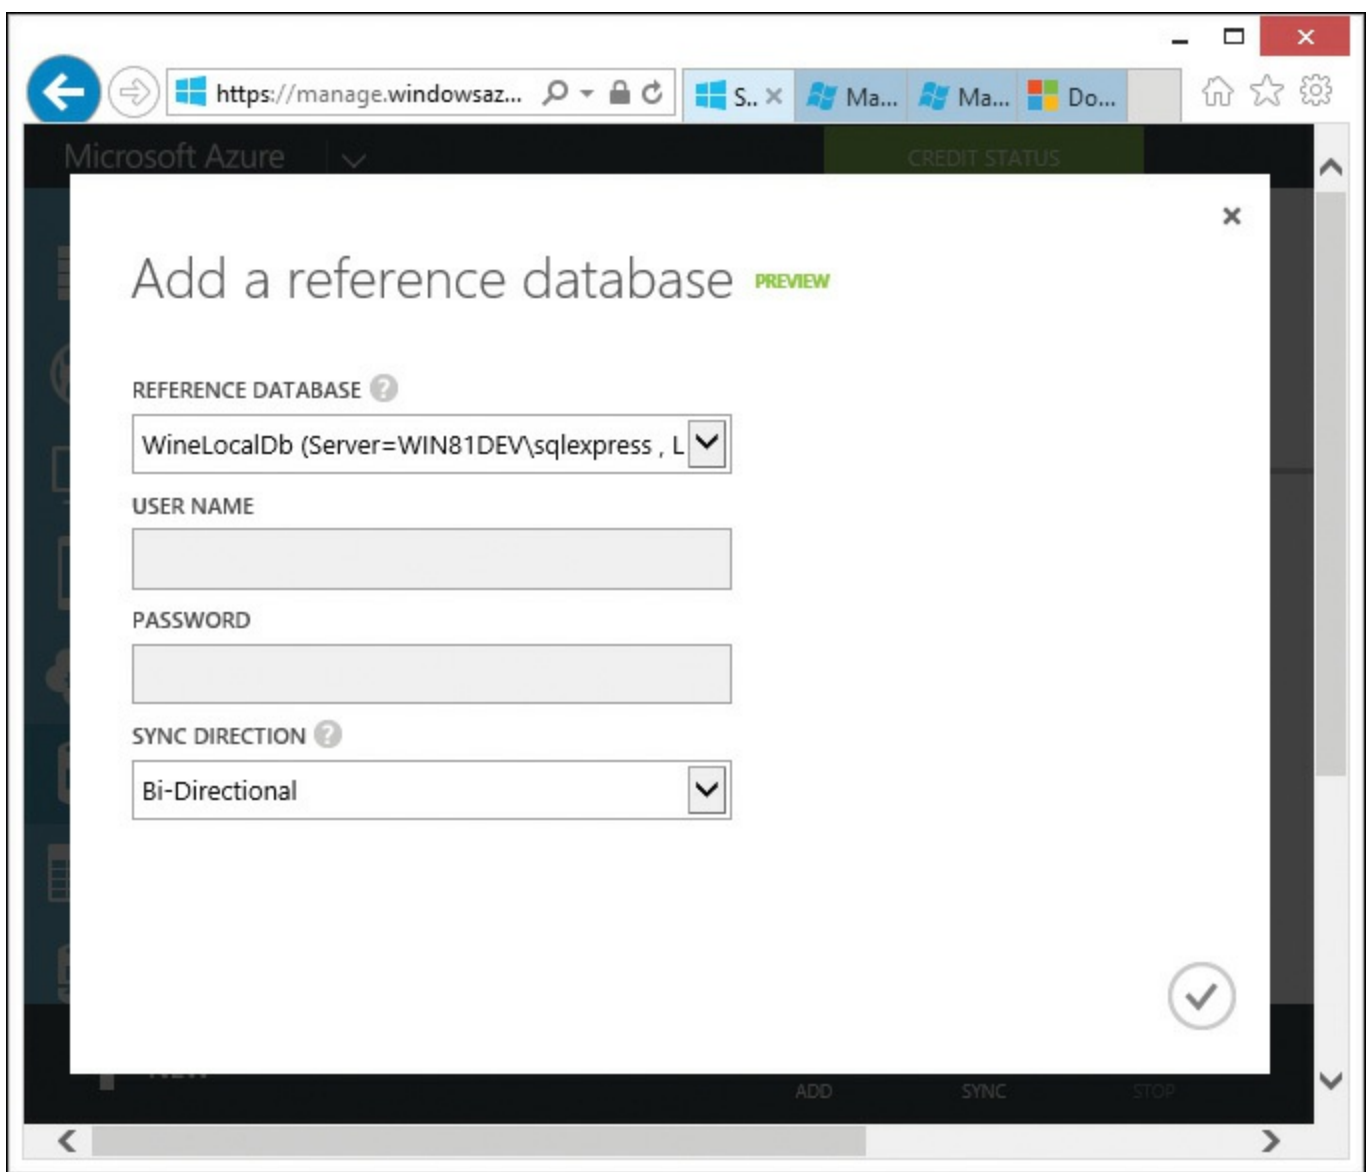 https://manage.windowsaz...
S..
Ma...
Ma...
Do...
Microsoft Azure
CREDIT STATUS
Add a reference database PREVIEW
REFERENCE DATABASE ?
WineLocalDb (Server=WIN81DEV\sqlexpress , L
USER NAME
PASSWORD
SYNC DIRECTION ?
Bi-Directional
NEW
ADD
SYNC
STOP